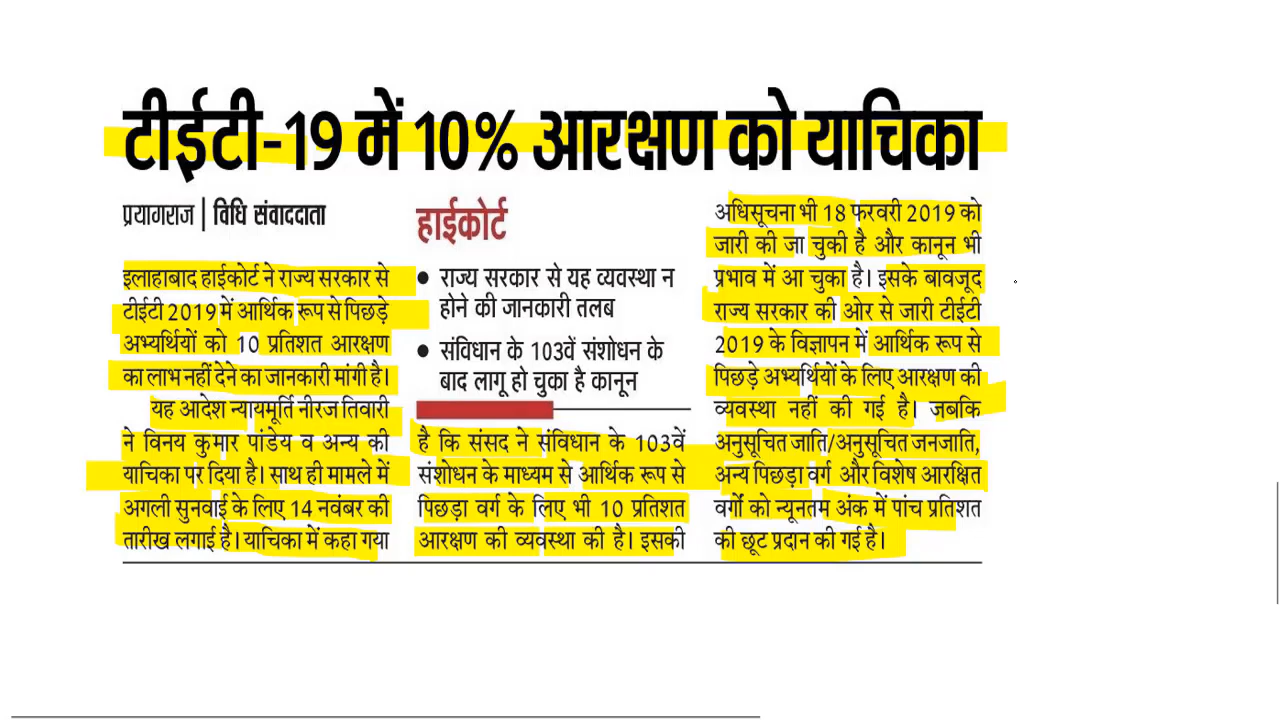 टीईटी-19 में 10% आरक्षण को याचिका
प्रयागराज | विधि संवाददाता
इलाहाबाद हाईकोर्ट ने राज्य सरकार से
टीईटी 2019 में आर्थिक रूप से पिछड़े
अभ्यर्थियों को 10 प्रतिशत आरक्षण
का लाभ नहीं देने का जानकारी मांगी है।
यह आदेश न्यायमूर्ति नीरज तिवारी
ने विनय कुमार पांडेय व अन्य की
याचिका पर दिया है। साथ ही मामले में
अगली सुनवाई के लिए 14 नवंबर की
तारीख लगाई है। याचिका में कहा गया
हाईकोर्ट
● राज्य सरकार से यह व्यवस्था न
होने की जानकारी तलब
● संविधान के 103वें संशोधन के
बाद लागू हो चुका है कानून
है कि संसद ने संविधान के 103वें
संशोधन के माध्यम से आर्थिक रूप से
पिछड़ा वर्ग के लिए भी 10 प्रतिशत
आरक्षण की व्यवस्था की है। इसकी
अधिसूचना भी 18 फरवरी 2019 को
जारी की जा चुकी है और कानून भी
प्रभाव में आ चुका है। इसके बावजूद
राज्य सरकार की ओर से जारी टीईटी
2019 के विज्ञापन में आर्थिक रूप से
पिछड़े अभ्यर्थियों के लिए आरक्षण की
व्यवस्था नहीं की गई है। जबकि
अनुसूचित जाति/अनुसूचित जनजाति,
अन्य पिछड़ा वर्ग और विशेष आरक्षित
वर्गों को न्यूनतम अंक में पांच प्रतिशत
की छूट प्रदान की गई है।